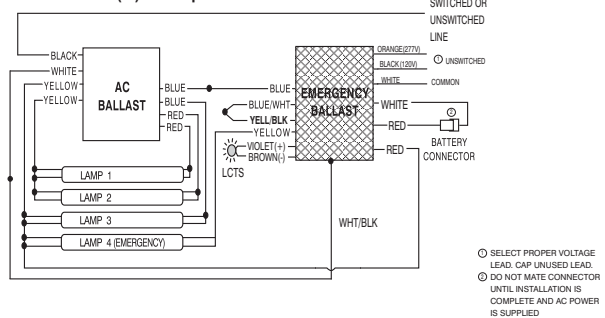 SWITCHED OR
UNSWITCHED
LINE
BLACK
WHITE
YELLOW
YELLOW
AC
BALLAST
BLUE
BLUE
RED
RED
BLUE
BLUE/WHT
YELL/BLK
YELLOW
VIOLET(+)
BROWN(-)
LCTS
EMERGENCY
BALLAST
ORANGE(277V)
BLACK(120V)
① UNSWITCHED
WHITE
COMMON
WHITE
RED
②
BATTERY
CONNECTOR
RED
LAMP 1
LAMP 2
LAMP 3
LAMP 4 (EMERGENCY)
WHT/BLK
① SELECT PROPER VOLTAGE
LEAD. CAP UNUSED LEAD.
② DO NOT MATE CONNECTOR
UNTIL INSTALLATION IS
COMPLETE AND AC POWER
IS SUPPLIED